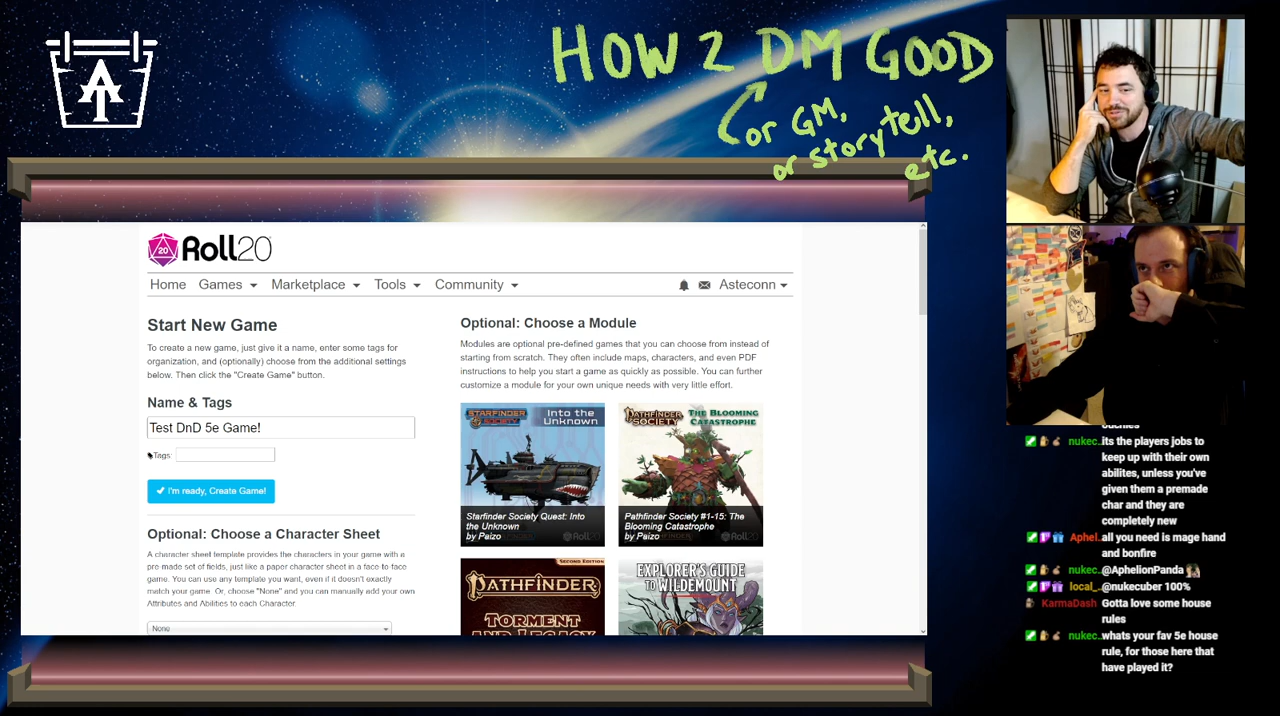 HOW 2 DM GOOD
or GM,
or storytell,
etc.
AT
20 Roll20
Home Games Marketplace Tools Community Asteconn
Start New Game
To create a new game, just give it a name, enter some tags for
organization, and (optionally) choose from the additional settings
below. Then click the "Create Game" button.
Name & Tags
Test DnD 5e Game!
Tags:
I'm ready, Create Game!
Optional: Choose a Character Sheet
A character sheet template provides the characters in your game with a
pre-made set of fields, just like a paper character sheet in a face-to-face
game. You can use any template you want, even if it doesn't exactly
match your game. Or, choose "None" and you can manually add your own
Attributes and Abilities to each Character.
None
Optional: Choose a Module
Modules are optional pre-defined games that you can choose from instead of
starting from scratch. They often include maps, characters, and even PDF
instructions to help you start a game as quickly as possible. You can further
customize a module for your own unique needs with very little effort.
STARFINDER SOCIETY Into the Unknown
Starfinder Society Quest: Into
the Unknown
by Paizo
Roll20
PATHFINDER SOCIETY THE BLOOMING CATASTROPHE
Pathfinder Society #1-15: The
Blooming Catastrophe
by Paizo
Roll20
SECOND EDITION
PATHFINDER
TORMENT
AND LEGACY
EXPLORER'S GUIDE
TO WILDEMOUNT
nukec.. its the players jobs to
keep up with their own
abilites, unless you've
given them a premade
char and they are
completely new
Aphel.. all you need is mage hand
and bonfire
nukec.. @AphelionPanda
local_.. @nukecuber 100%
KarmaDash Gotta love some house
rules
nukec.. whats your fav 5e house
rule, for those here that
have played it?